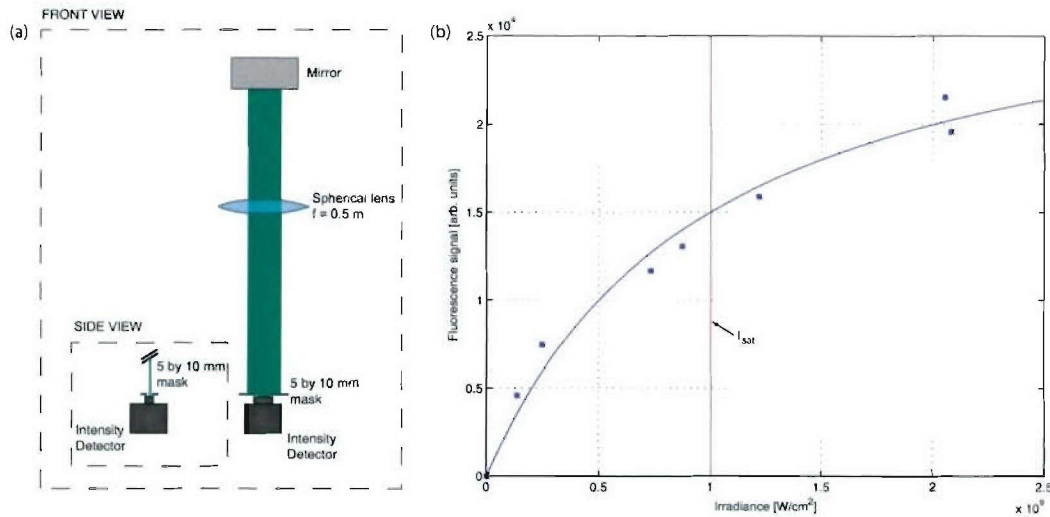 FRONT VIEW
(a)
Mirror
Spherical lens
f = 0.5 m
SIDE VIEW
5 by 10 mm
mask
Intensity
Detector
5 by 10 mm
mask
Intensity
Detector
(b)
x 10⁴
2.5
2
1.5
1
0.5
0
Fluorescence signal [arb. units]
I_sat
0
0.5
1
1.5
2
2.5
Irradiance [W/cm²]
x 10⁹